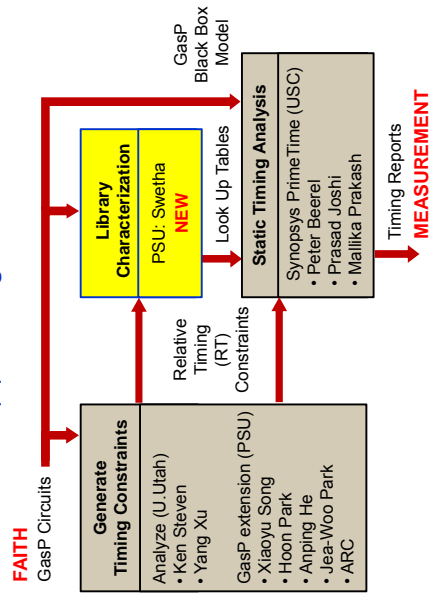 FAITH
GasP Circuits
Generate
Timing Constraints
Analyze (U.Utah)
• Ken Steven
• Yang Xu
GasP extension (PSU)
• Xiaoyu Song
• Hoon Park
• Anping He
• Jea-Woo Park
• ARC
Relative
Timing
(RT)
Constraints
Library
Characterization
PSU: Swetha
NEW
Look Up Tables
GasP
Black Box
Model
Static Timing Analysis
Synopsys PrimeTime (USC)
• Peter Beerel
• Prasad Joshi
• Mallika Prakash
Timing Reports
MEASUREMENT